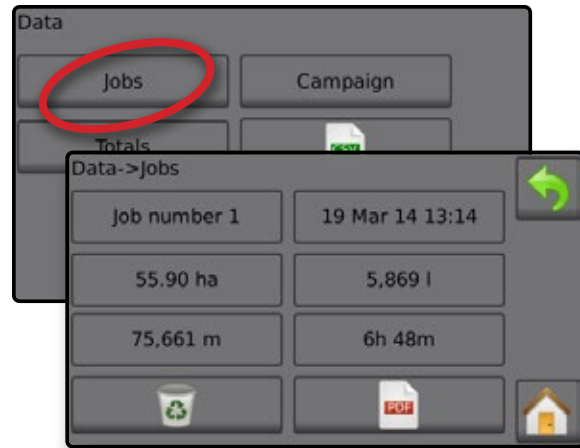 Data
Jobs
Campaign
Totals
Data->Jobs
Job number 1
19 Mar 14 13:14
55.90 ha
5,869 l
75,661 m
6h 48m
PDF